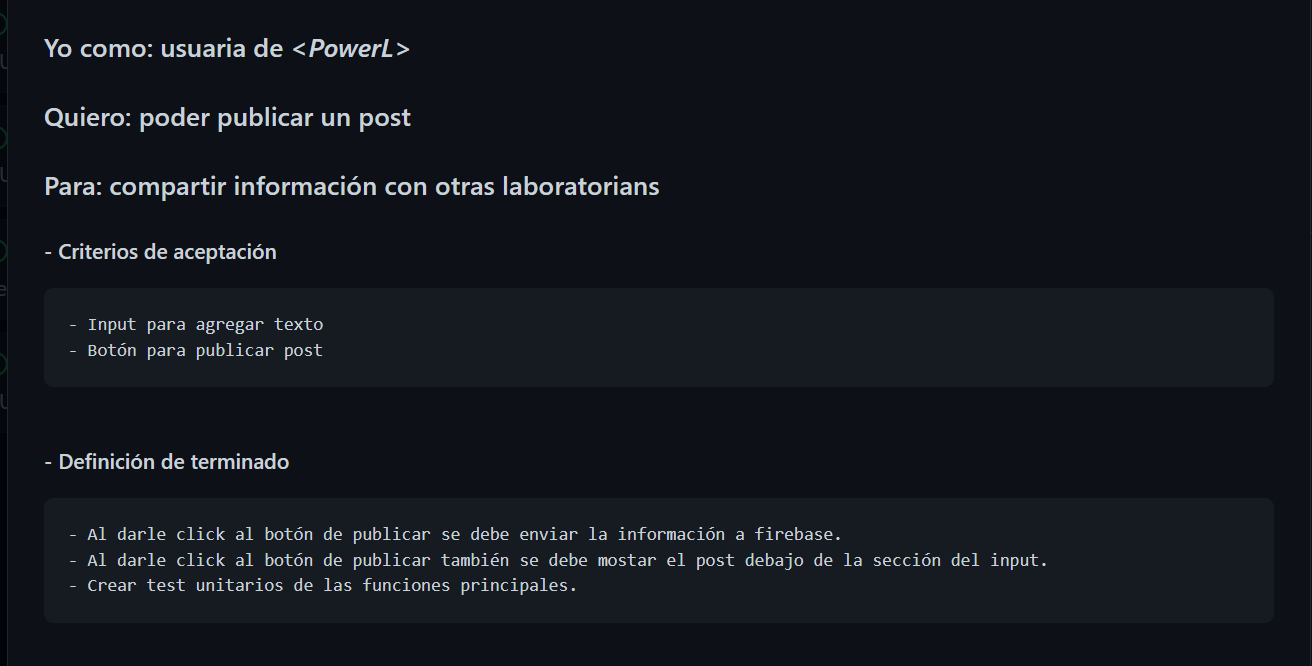 Yo como: usuaria de <PowerL>
Quiero: poder publicar un post
Para: compartir información con otras laboratorians
- Criterios de aceptación
- Input para agregar texto
- Botón para publicar post
- Definición de terminado
- Al darle click al botón de publicar se debe enviar la información a firebase.
- Al darle click al botón de publicar también se debe mostar el post debajo de la sección del input.
- Crear test unitarios de las funciones principales.